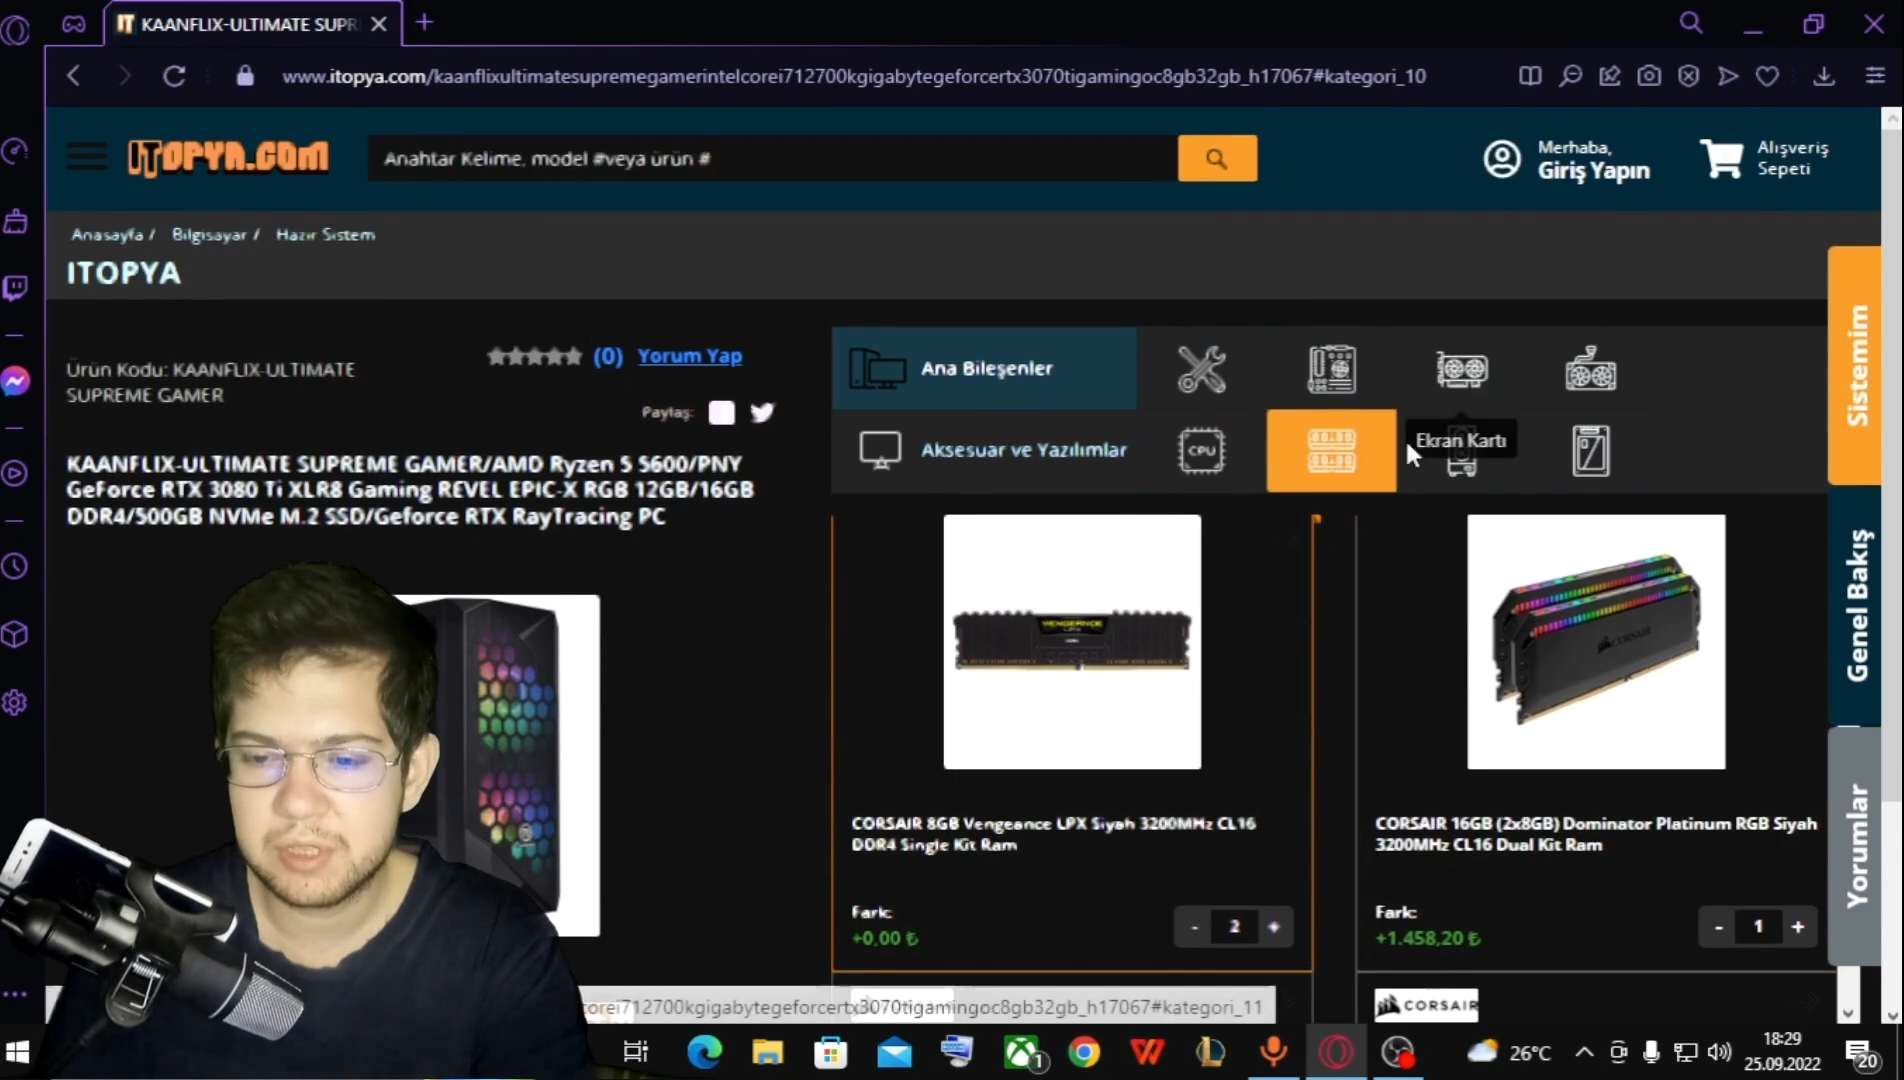 KAANFLIX-ULTIMATE SUPR
www.itopya.com/kaanflixultimatesupremegamerintelcorei712700kgigabytegeforcertx3070tigamingoc8gb32gb_h17067#kategori_10
ITOPYA.COM
Anahtar Kelime, model #veya ürün #
Merhaba,
Giriş Yapın
Alışveriş
Sepeti
Anasayfa / Bilgisayar / Hazır Sistem
ITOPYA
Ürün Kodu: KAANFLIX-ULTIMATE
SUPREME GAMER
(0) Yorum Yap
Paylaş:
KAANFLIX-ULTIMATE SUPREME GAMER/AMD Ryzen 5 5600/PNY
GeForce RTX 3080 Ti XLR8 Gaming REVEL EPIC-X RGB 12GB/16GB
DDR4/500GB NVMe M.2 SSD/Geforce RTX RayTracing PC
Ana Bileşenler
Aksesuar ve Yazılımlar
CPU
Ekran Kartı
Sistemim
Genel Bakış
Yorumlar
VENGEANCE
CORSAIR
CORSAIR 8GB Vengeance LPX Siyah 3200MHz CL16
DDR4 Single Kit Ram
Fark:
+0,00 ₺
- 2 +
CORSAIR 16GB (2x8GB) Dominator Platinum RGB Siyah
3200MHz CL16 Dual Kit Ram
Fark:
+1.458,20 ₺
- 1 +
CORSAIR
corei712700kgigabytegeforcertx3070tigamingoc8gb32gb_h17067#kategori_11
1
26°C
18:29
25.09.2022
20